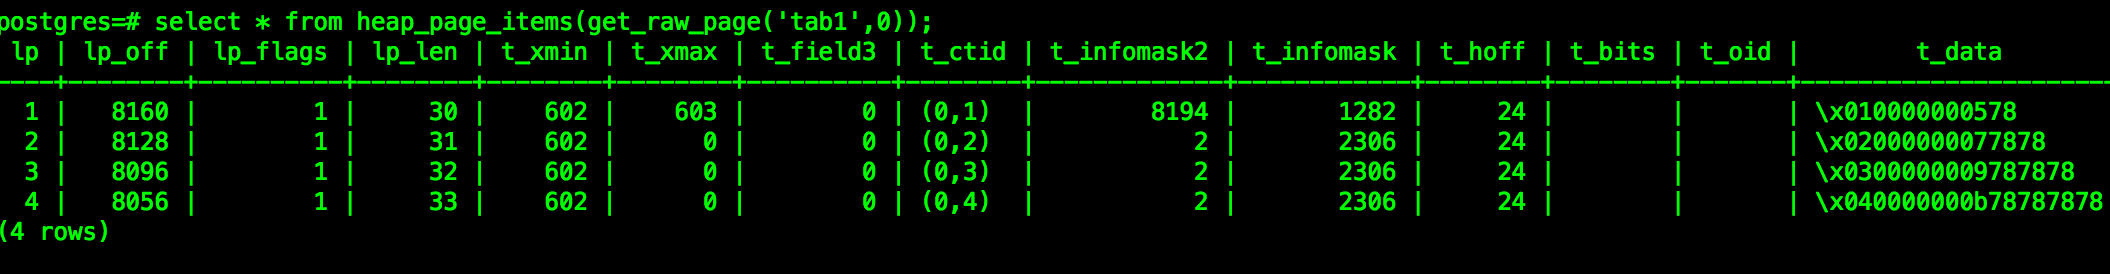 postgres=# select * from heap_page_items(get_raw_page('tab1',0));
 lp | lp_off | lp_flags | lp_len | t_xmin | t_xmax | t_field3 | t_ctid | t_infomask2 | t_infomask | t_hoff | t_bits | t_oid |        t_data
----+--------+----------+--------+--------+--------+----------+--------+-------------+------------+--------+--------+-------+----------------------
  1 |   8160 |        1 |     30 |    602 |    603 |        0 | (0,1)  |        8194 |       1282 |     24 |        |       | \x010000000578
  2 |   8128 |        1 |     31 |    602 |      0 |        0 | (0,2)  |           2 |       2306 |     24 |        |       | \x02000000077878
  3 |   8096 |        1 |     32 |    602 |      0 |        0 | (0,3)  |           2 |       2306 |     24 |        |       | \x0300000009787878
  4 |   8056 |        1 |     33 |    602 |      0 |        0 | (0,4)  |           2 |       2306 |     24 |        |       | \x040000000b78787878
(4 rows)